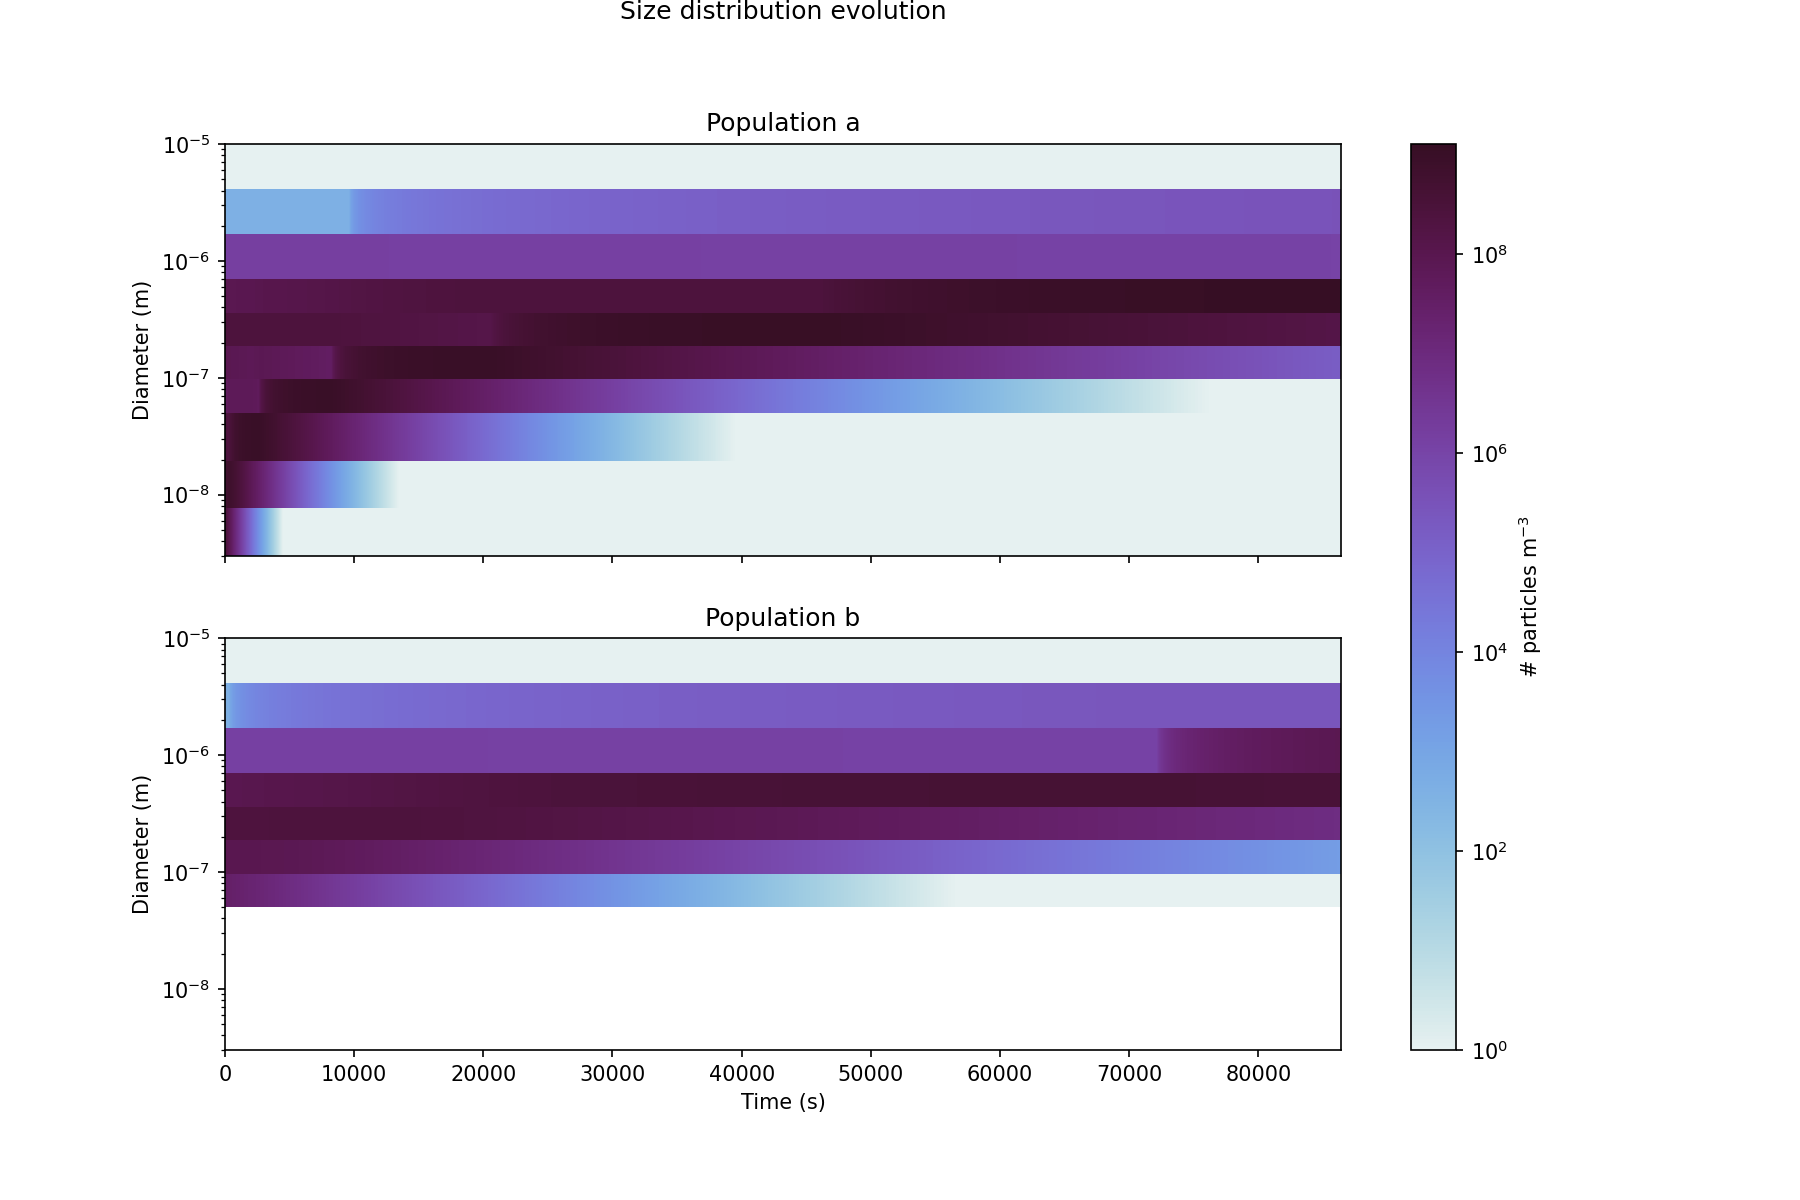 Size distribution evolution
Population a
10⁻⁵
10⁻⁶
10⁻⁷
10⁻⁸
Diameter (m)
Population b
10⁻⁵
10⁻⁶
10⁻⁷
10⁻⁸
Diameter (m)
0 10000 20000 30000 40000 50000 60000 70000 80000
Time (s)
10⁸
10⁶
10⁴
10²
10⁰
# particles m⁻³